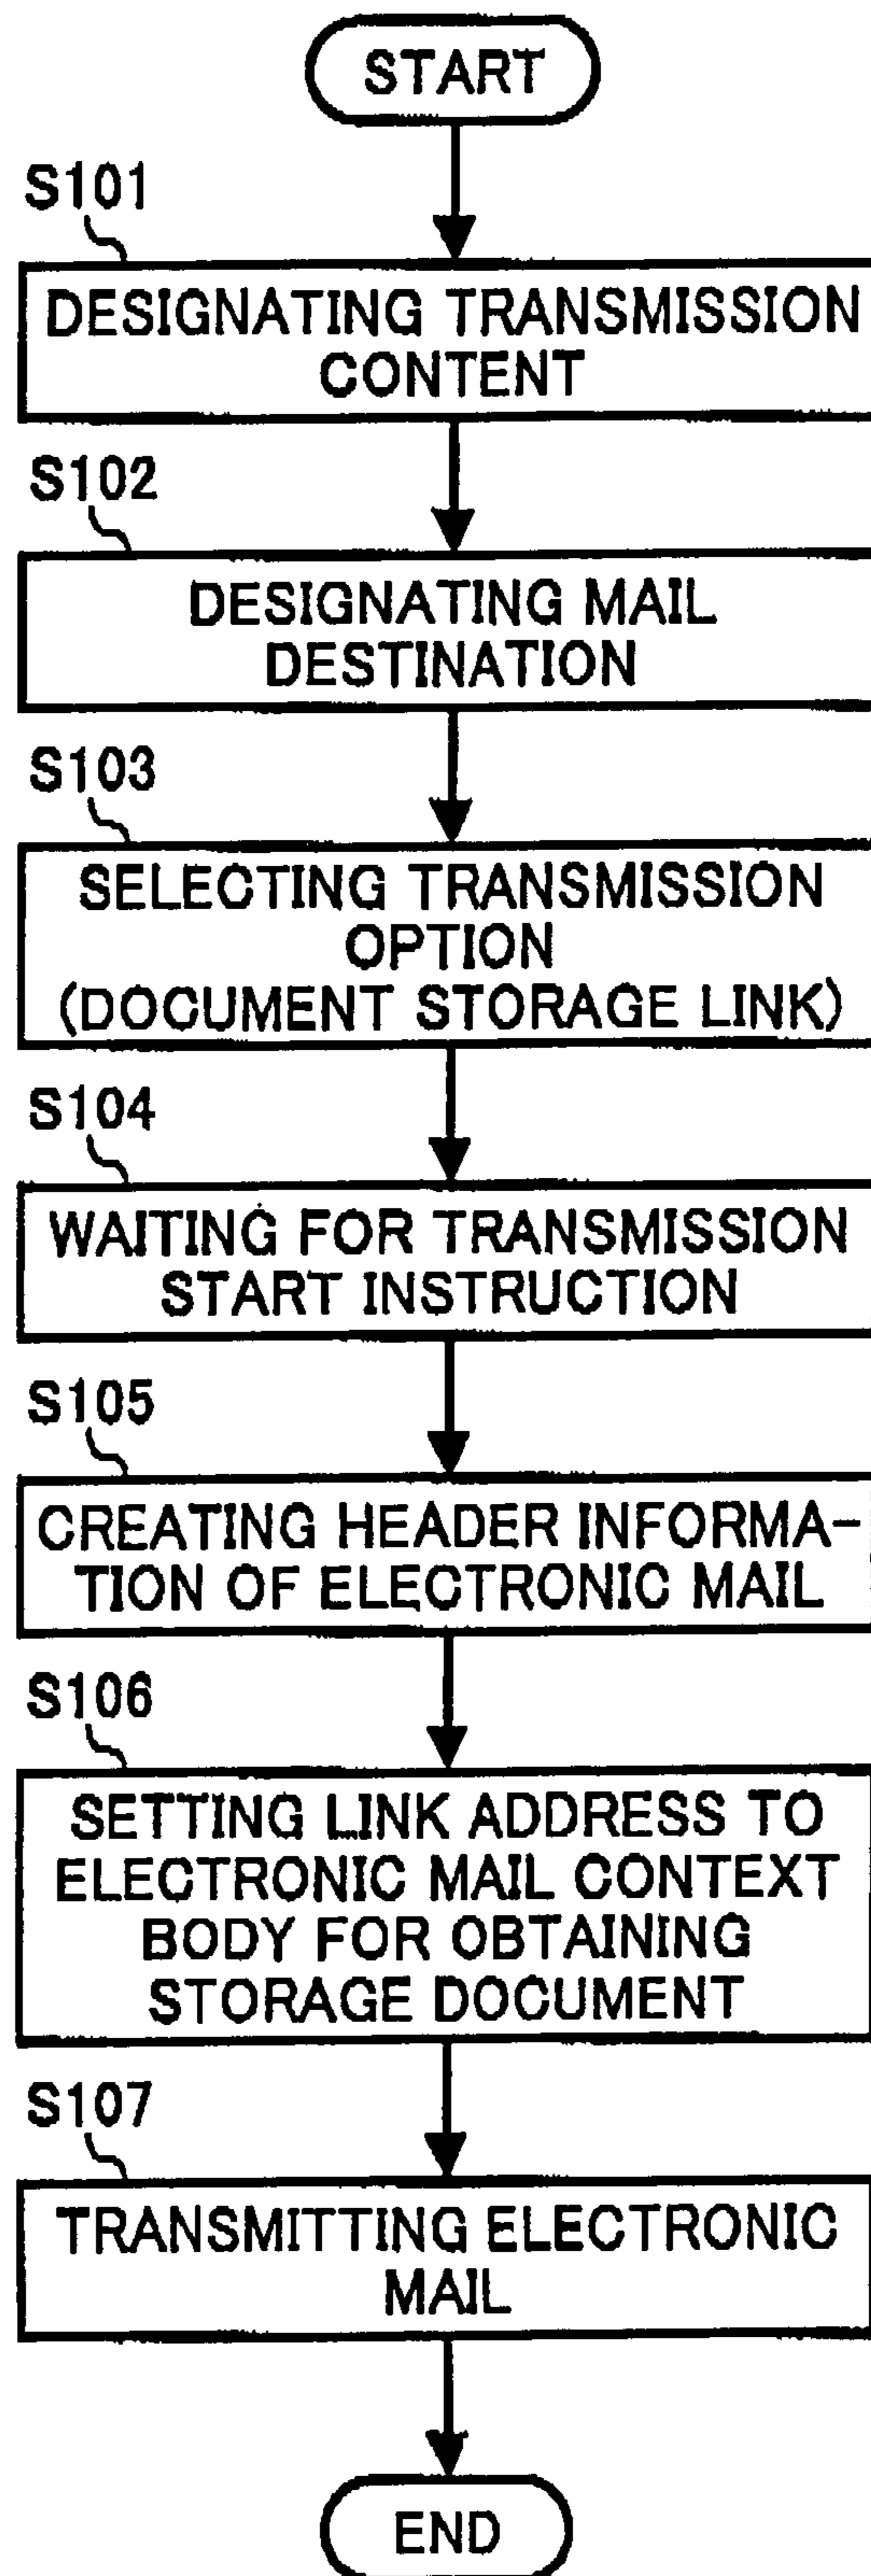 START
S101
DESIGNATING TRANSMISSION
CONTENT
S102
DESIGNATING MAIL
DESTINATION
S103
SELECTING TRANSMISSION
OPTION
(DOCUMENT STORAGE LINK)
S104
WAITING FOR TRANSMISSION
START INSTRUCTION
S105
CREATING HEADER INFORMA-
TION OF ELECTRONIC MAIL
S106
SETTING LINK ADDRESS TO
ELECTRONIC MAIL CONTEXT
BODY FOR OBTAINING
STORAGE DOCUMENT
S107
TRANSMITTING ELECTRONIC
MAIL
END